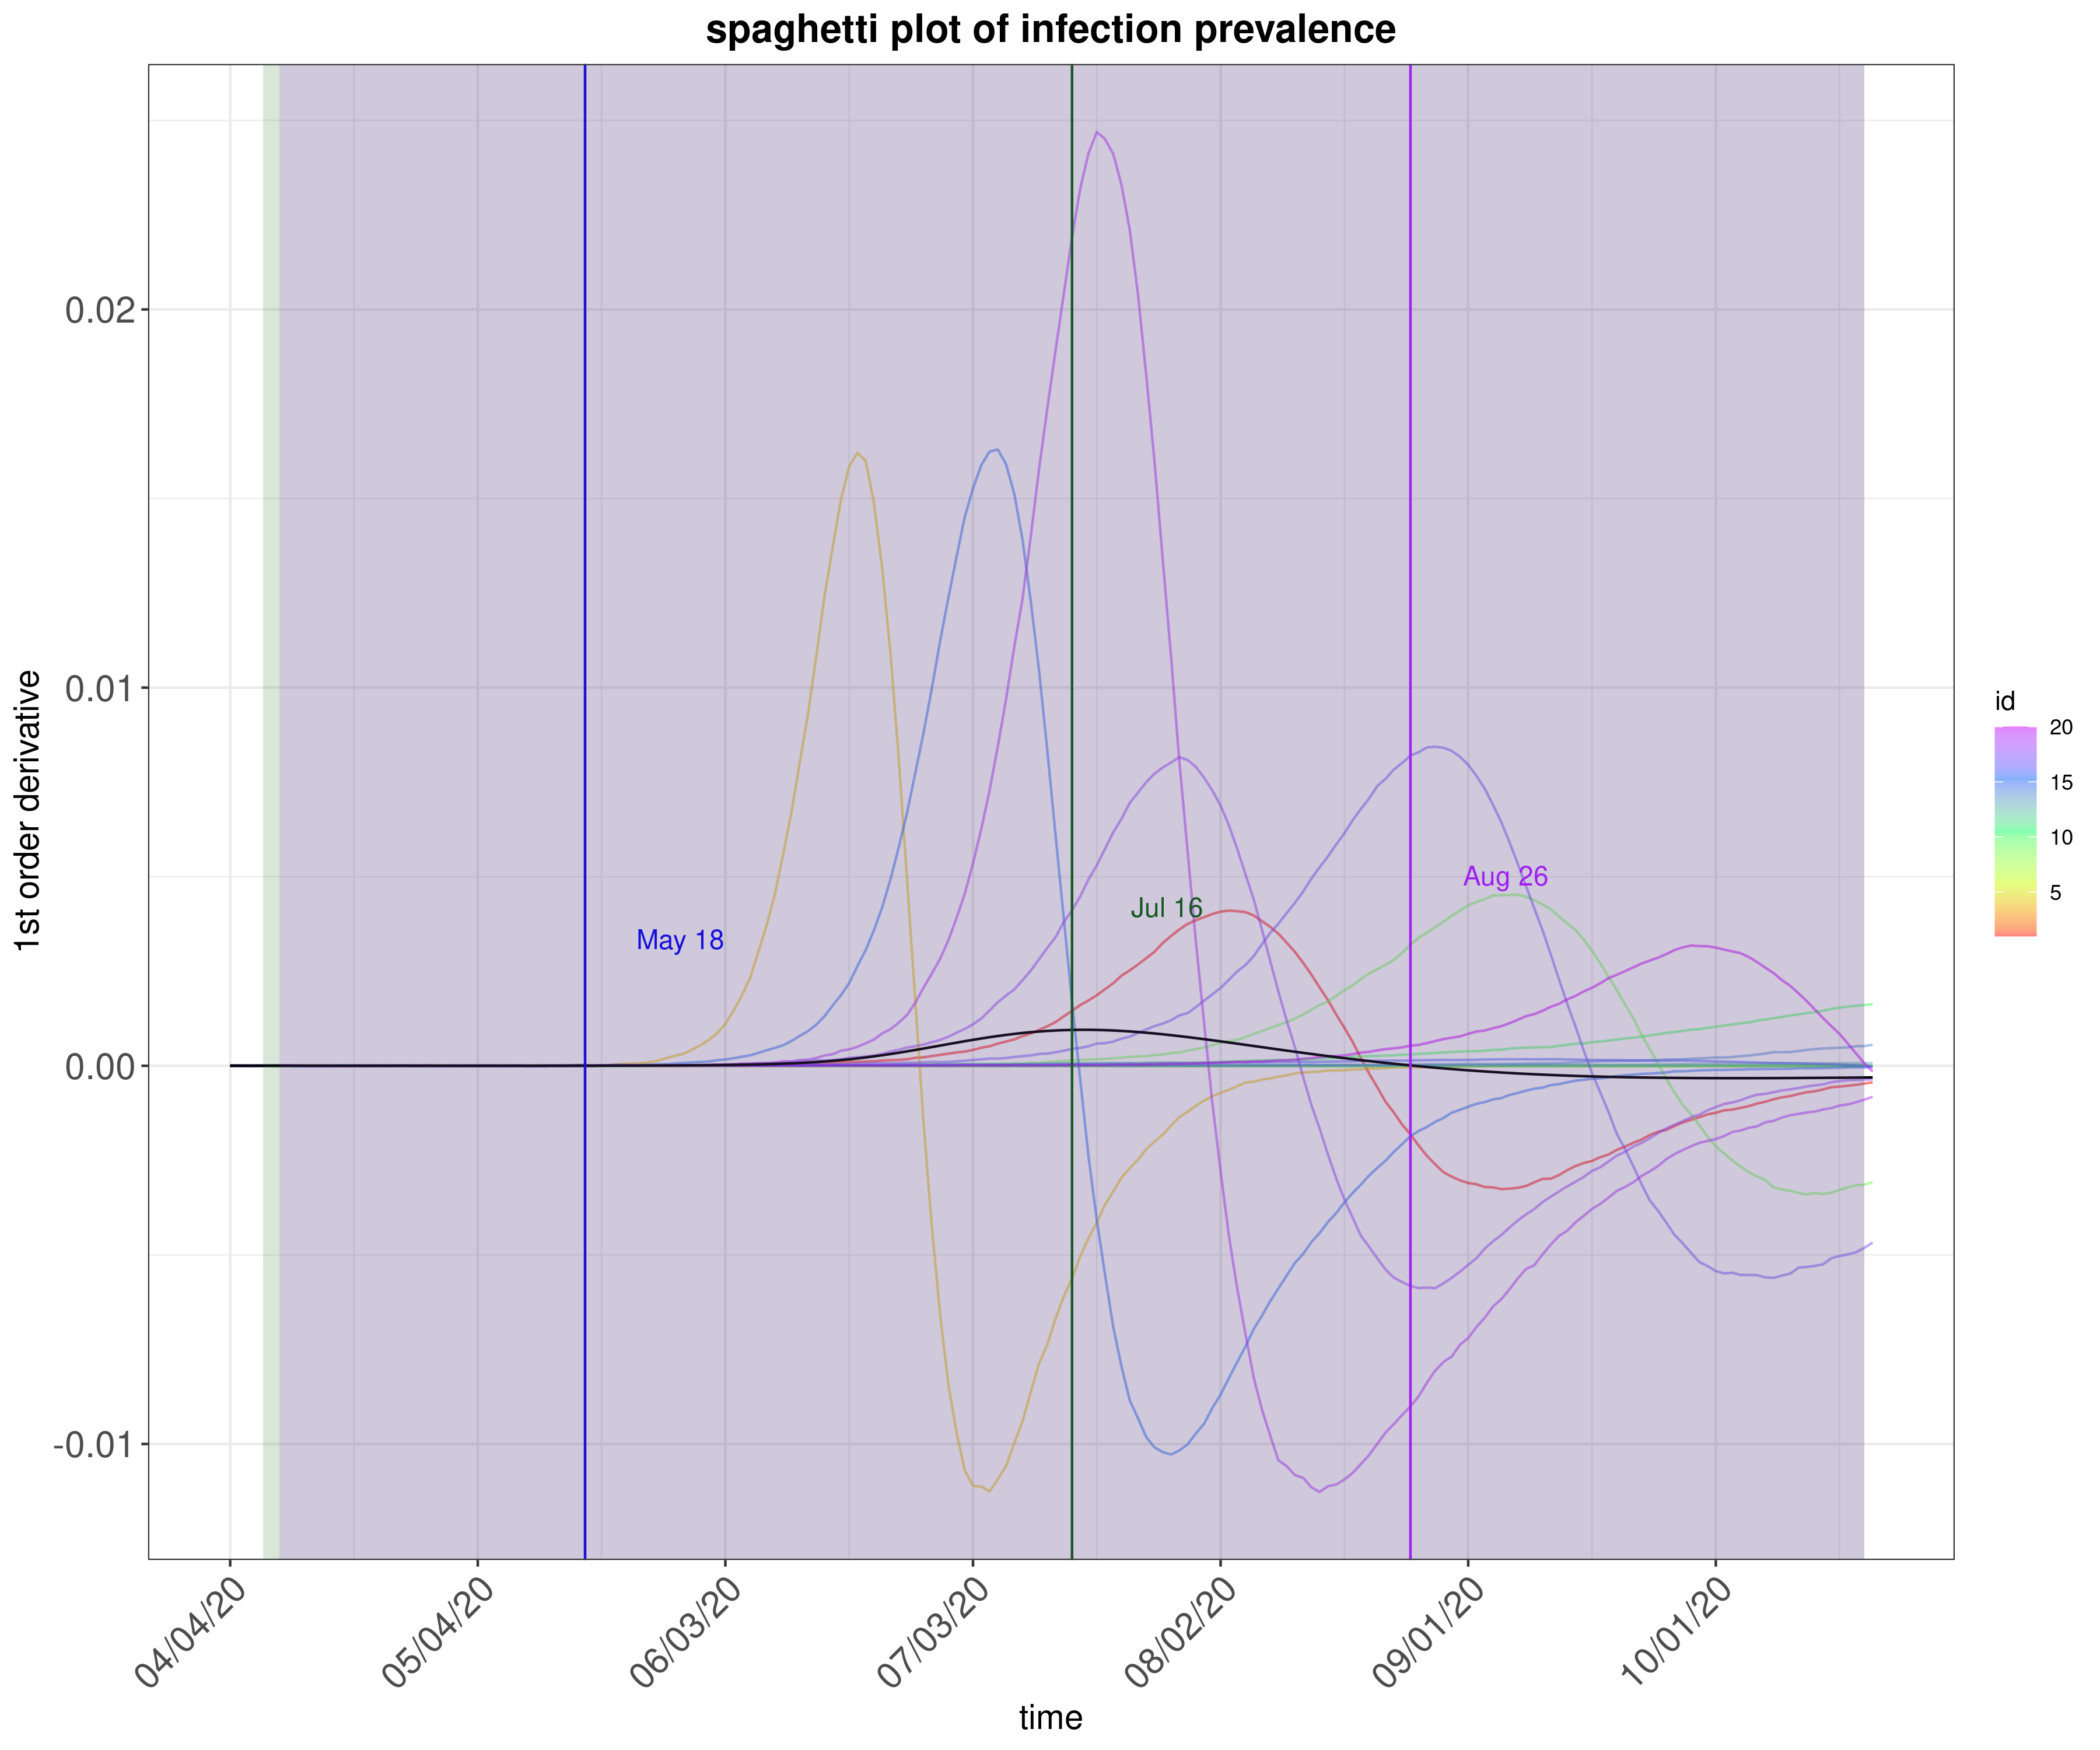 spaghetti plot of infection prevalence
1st order derivative
0.02
0.01
0.00
-0.01
May 18
Jul 16
Aug 26
id
20
15
10
5
04/04/20
05/04/20
06/03/20
07/03/20
08/02/20
09/01/20
10/01/20
time